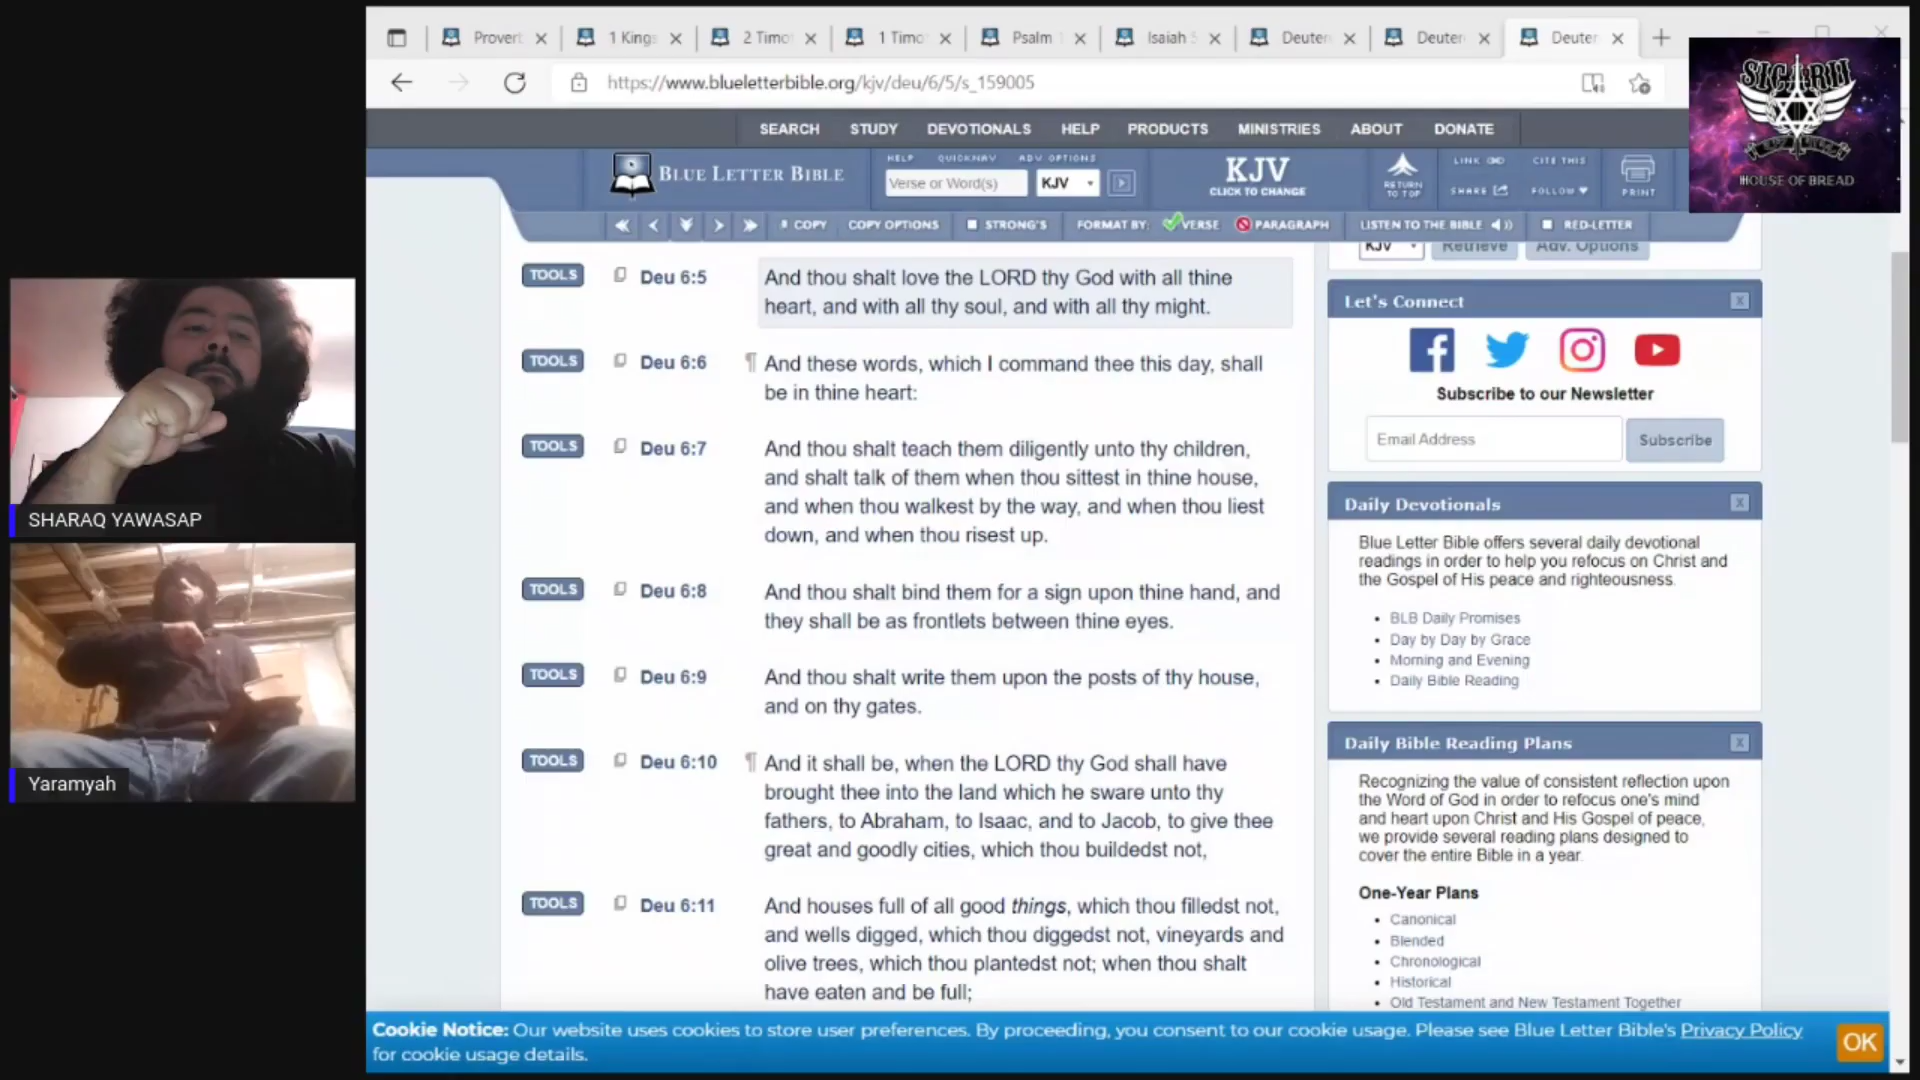 Provert
1 King
2 Timo
1 Timo
Psalm
Isaiah 5
Deuter
Deuter
Deuter
https://www.blueletterbible.org/kjv/deu/6/5/s_159005
SICARII
HOUSE OF BREAD
SEARCH STUDY DEVOTIONALS HELP PRODUCTS MINISTRIES ABOUT DONATE
BLUE LETTER BIBLE
HELP QUICKNAV ADV OPTIONS
Verse or Word(s)
KJV
KJV
CLICK TO CHANGE
RETURN
TO TOP
LINK
CITE THIS
SHARE
FOLLOW
PRINT
COPY COPY OPTIONS STRONG'S FORMAT BY: VERSE PARAGRAPH LISTEN TO THE BIBLE RED-LETTER
KJV Retrieve Adv. Options
TOOLS Deu 6:5 And thou shalt love the LORD thy God with all thine
heart, and with all thy soul, and with all thy might.
TOOLS Deu 6:6 ¶ And these words, which I command thee this day, shall
be in thine heart:
TOOLS Deu 6:7 And thou shalt teach them diligently unto thy children,
and shalt talk of them when thou sittest in thine house,
and when thou walkest by the way, and when thou liest
down, and when thou risest up.
TOOLS Deu 6:8 And thou shalt bind them for a sign upon thine hand, and
they shall be as frontlets between thine eyes.
TOOLS Deu 6:9 And thou shalt write them upon the posts of thy house,
and on thy gates.
TOOLS Deu 6:10 ¶ And it shall be, when the LORD thy God shall have
brought thee into the land which he sware unto thy
fathers, to Abraham, to Isaac, and to Jacob, to give thee
great and goodly cities, which thou buildedst not,
TOOLS Deu 6:11 And houses full of all good things, which thou filledst not,
and wells digged, which thou diggedst not, vineyards and
olive trees, which thou plantedst not; when thou shalt
have eaten and be full;
Let's Connect
Subscribe to our Newsletter
Email Address
Subscribe
Daily Devotionals
Blue Letter Bible offers several daily devotional
readings in order to help you refocus on Christ and
the Gospel of His peace and righteousness.
• BLB Daily Promises
• Day by Day by Grace
• Morning and Evening
• Daily Bible Reading
Daily Bible Reading Plans
Recognizing the value of consistent reflection upon
the Word of God in order to refocus one's mind
and heart upon Christ and His Gospel of peace,
we provide several reading plans designed to
cover the entire Bible in a year.
One-Year Plans
• Canonical
• Blended
• Chronological
• Historical
• Old Testament and New Testament Together
SHARAQ YAWASAP
Yaramyah
Cookie Notice: Our website uses cookies to store user preferences. By proceeding, you consent to our cookie usage. Please see Blue Letter Bible's Privacy Policy
for cookie usage details.
OK